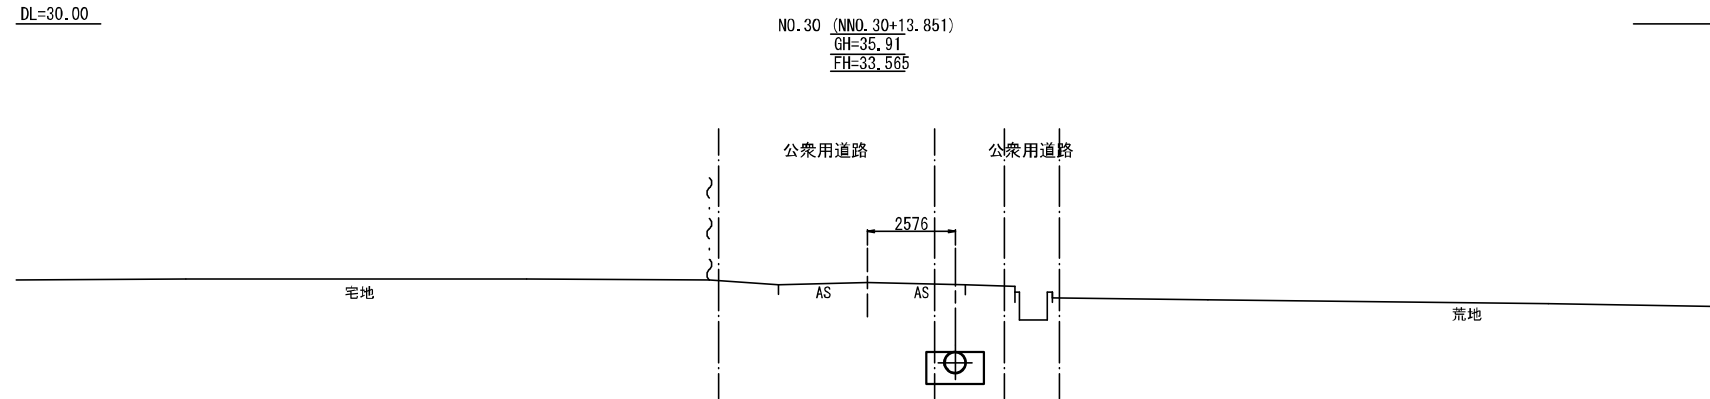 DL=30.00
NO.30 (NNO.30+13.851)
GH=35.91
FH=33.565
公衆用道路 公衆用道路
2576
宅地 AS AS 荒地